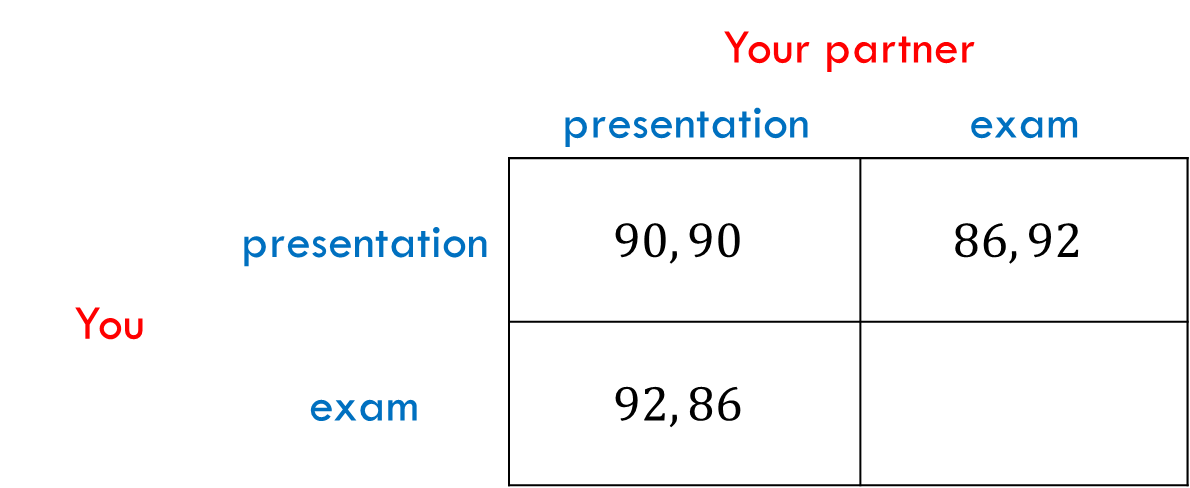 Your partner
presentation exam
presentation 90, 90 86, 92
You
exam 92, 86